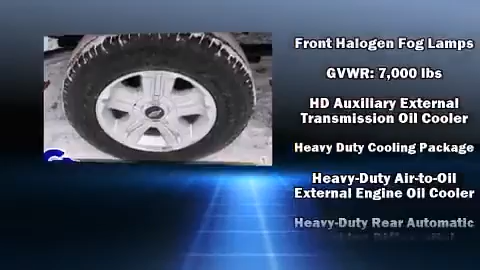 Front Halogen Fog Lamps
GVWR: 7,000 lbs
HD Auxiliary External
Transmission Oil Cooler
Heavy Duty Cooling Package
Heavy-Duty Air-to-Oil
External Engine Oil Cooler
Heavy-Duty Rear Automatic